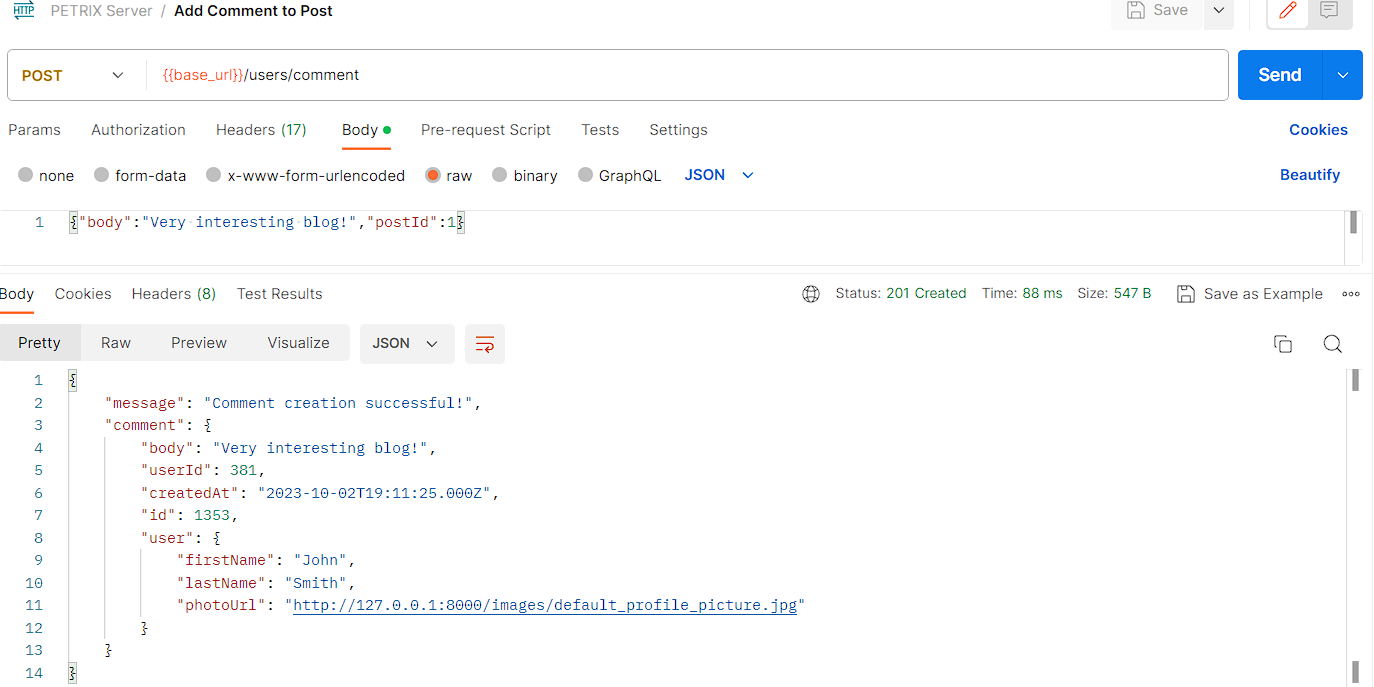 HTTP PETRIX Server / Add Comment to Post Save
POST {{base_url}}/users/comment Send
Params Authorization Headers (17) Body Pre-request Script Tests Settings Cookies
none form-data x-www-form-urlencoded raw binary GraphQL JSON Beautify
1 {"body":"Very interesting blog!","postId":1}
Body Cookies Headers (8) Test Results Status: 201 Created Time: 88 ms Size: 547 B Save as Example
Pretty Raw Preview Visualize JSON
1 {
2 "message": "Comment creation successful!",
3 "comment": {
4 "body": "Very interesting blog!",
5 "userId": 381,
6 "createdAt": "2023-10-02T19:11:25.000Z",
7 "id": 1353,
8 "user": {
9 "firstName": "John",
10 "lastName": "Smith",
11 "photoUrl": "http://127.0.0.1:8000/images/default_profile_picture.jpg"
12 }
13 }
14 }